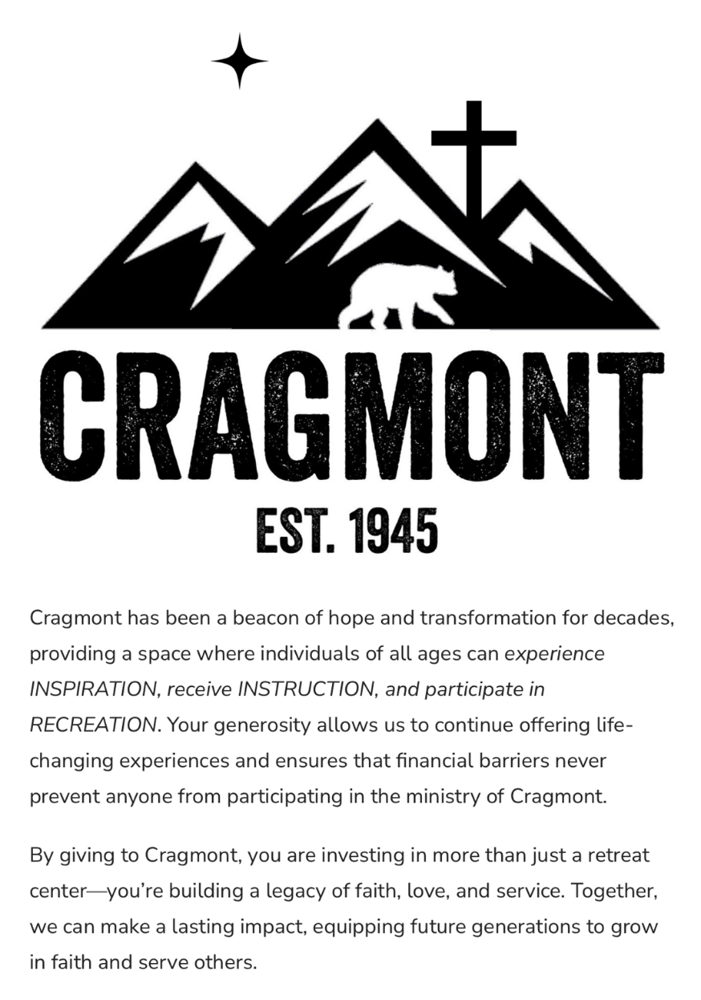 CRAGMONT
EST. 1945
Cragmont has been a beacon of hope and transformation for decades,
providing a space where individuals of all ages can experience
INSPIRATION, receive INSTRUCTION, and participate in
RECREATION. Your generosity allows us to continue offering life-
changing experiences and ensures that financial barriers never
prevent anyone from participating in the ministry of Cragmont.
By giving to Cragmont, you are investing in more than just a retreat
center—you’re building a legacy of faith, love, and service. Together,
we can make a lasting impact, equipping future generations to grow
in faith and serve others.